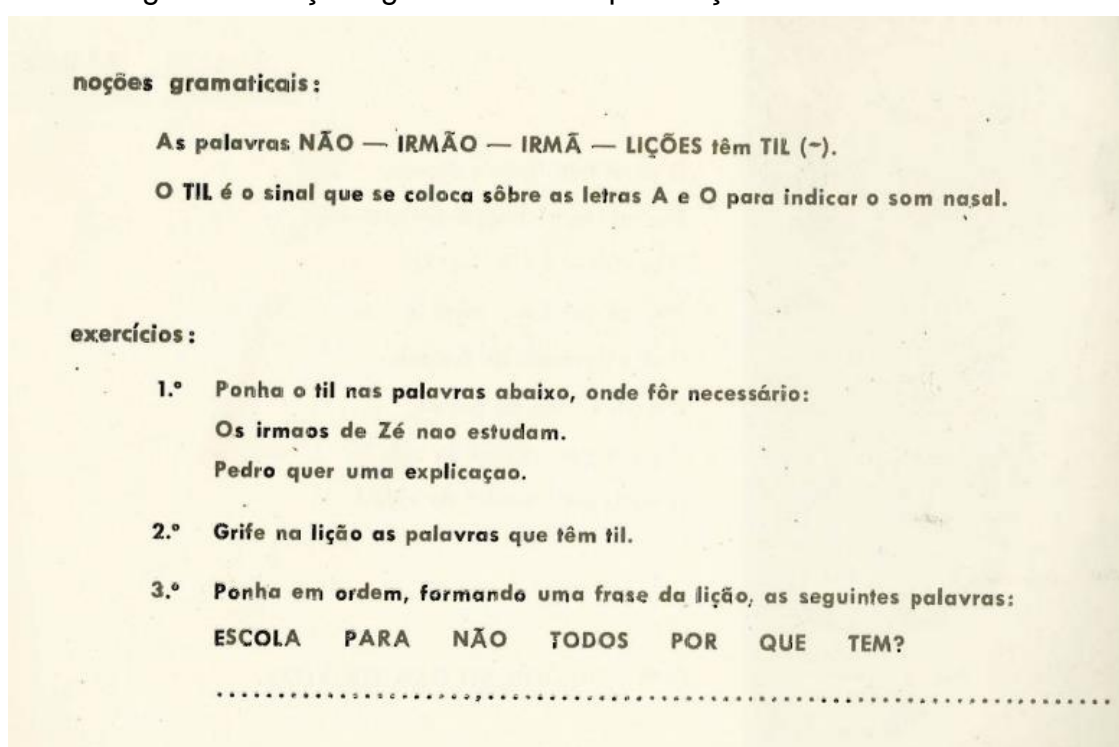 noções gramaticais:
As palavras NÃO — IRMÃO — IRMÃ — LIÇÕES têm TIL (~).
O TIL é o sinal que se coloca sôbre as letras A e O para indicar o som nasal.
exercícios:
1.º Ponha o til nas palavras abaixo, onde fôr necessário:
Os irmaos de Zé nao estudam.
Pedro quer uma explicaçao.
2.º Grife na lição as palavras que têm til.
3.º Ponha em ordem, formando uma frase da lição, as seguintes palavras:
ESCOLA PARA NÃO TODOS POR QUE TEM?